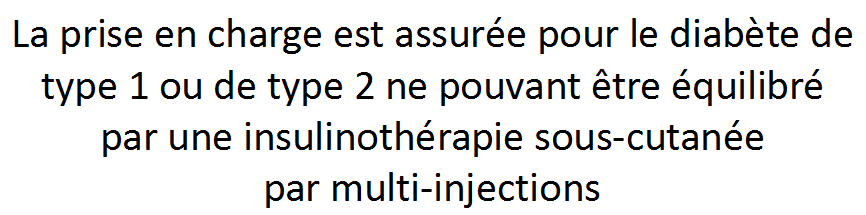 La prise en charge est assurée pour le diabète de
type 1 ou de type 2 ne pouvant être équilibré
par une insulinothérapie sous-cutanée
par multi-injections